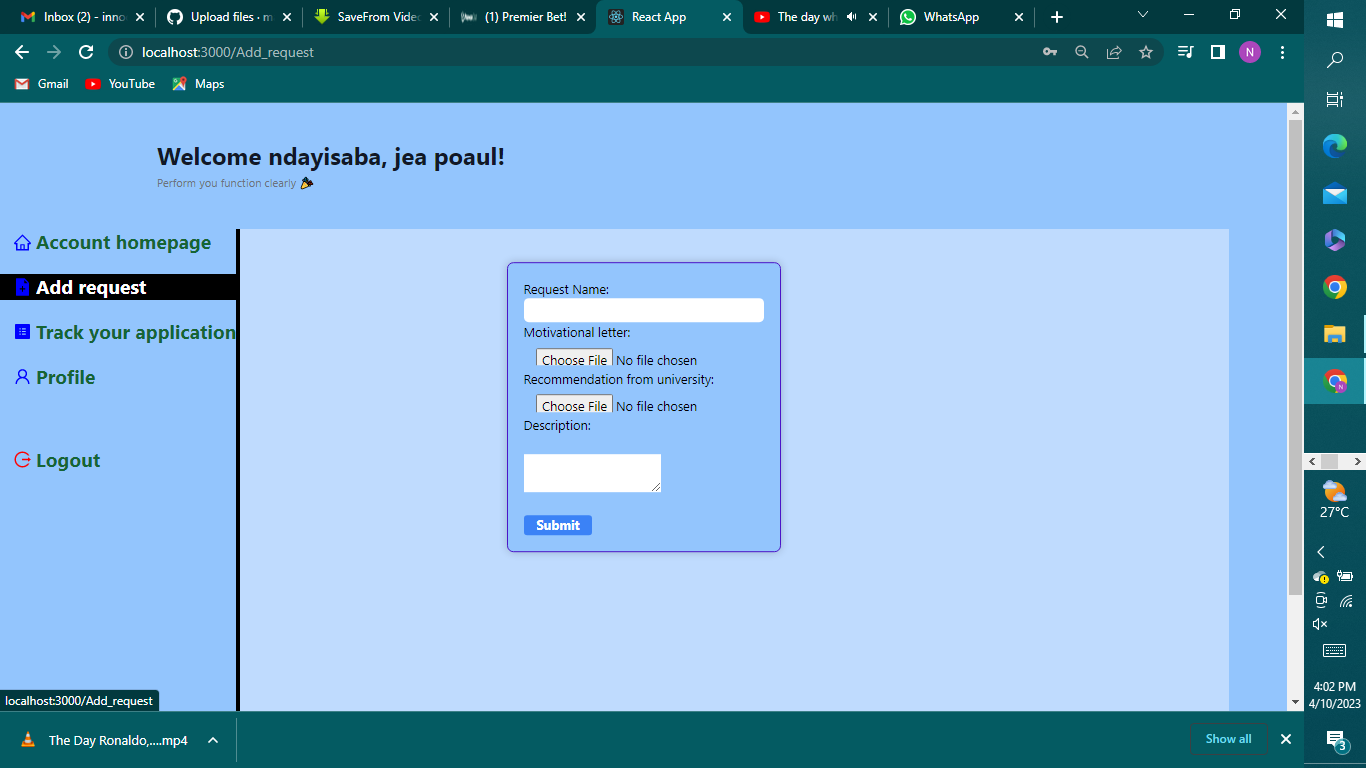 Inbox (2) - inno
Upload files · m
SaveFrom Video
(1) Premier Bet!
React App
The day wh
WhatsApp
localhost:3000/Add_request
N
Gmail
YouTube
Maps
Welcome ndayisaba, jea poaul!
Perform you function clearly
Account homepage
Add request
Track your application
Profile
Logout
Request Name:
Motivational letter:
Choose File No file chosen
Recommendation from university:
Choose File No file chosen
Description:
Submit
localhost:3000/Add_request
The Day Ronaldo,....mp4
Show all
27°C
4:02 PM
4/10/2023
3